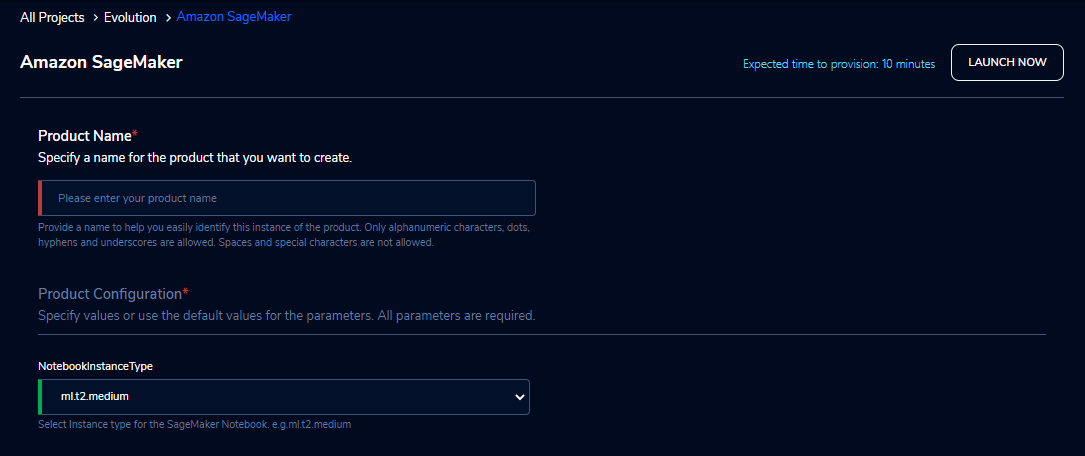 All Projects > Evolution > Amazon SageMaker
Amazon SageMaker
Expected time to provision: 10 minutes
LAUNCH NOW
Product Name*
Specify a name for the product that you want to create.
Please enter your product name
Provide a name to help you easily identify this instance of the product. Only alphanumeric characters, dots,
hyphens and underscores are allowed. Spaces and special characters are not allowed.
Product Configuration*
Specify values or use the default values for the parameters. All parameters are required.
NotebookInstanceType
ml.t2.medium
Select Instance type for the SageMaker Notebook. e.g.ml.t2.medium